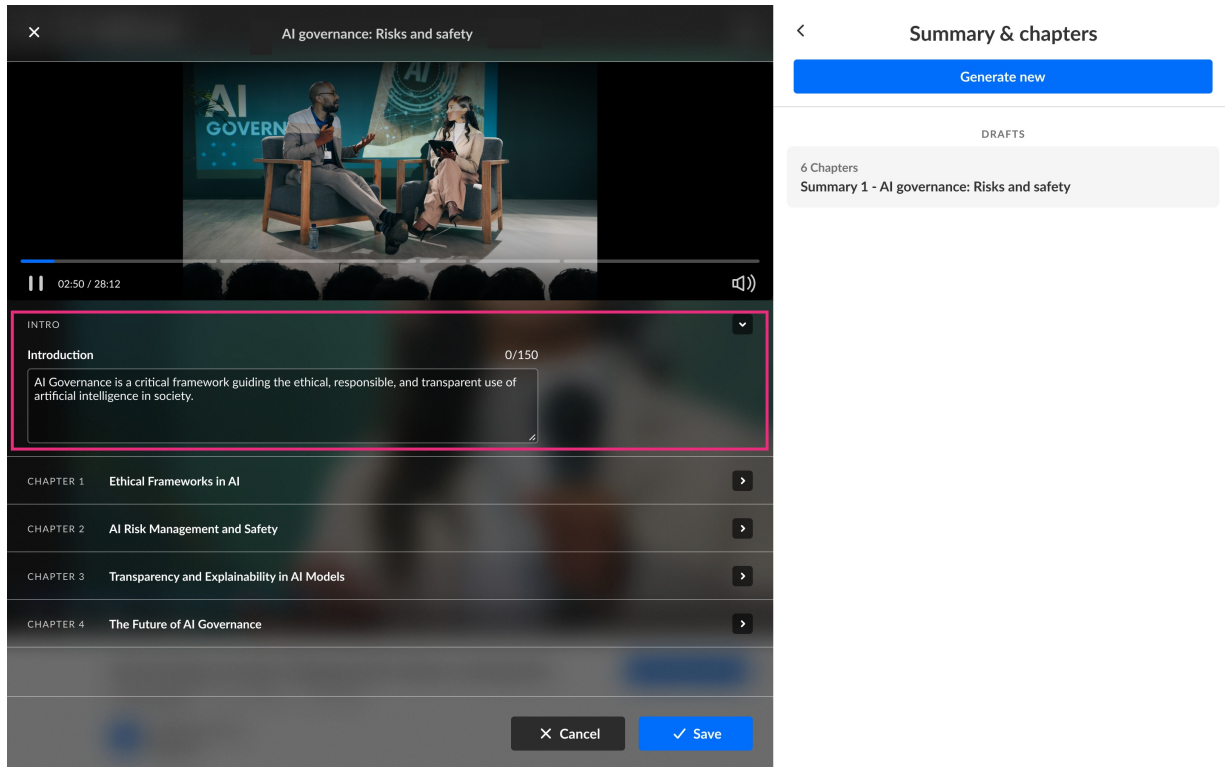 AI governance: Risks and safety
AI
AI
GOVERN
02:50 / 28:12
INTRO
Introduction
0/150
AI Governance is a critical framework guiding the ethical, responsible, and transparent use of
artificial intelligence in society.
CHAPTER 1 Ethical Frameworks in AI
CHAPTER 2 AI Risk Management and Safety
CHAPTER 3 Transparency and Explainability in AI Models
CHAPTER 4 The Future of AI Governance
Cancel
Save
Summary & chapters
Generate new
DRAFTS
6 Chapters
Summary 1 - AI governance: Risks and safety